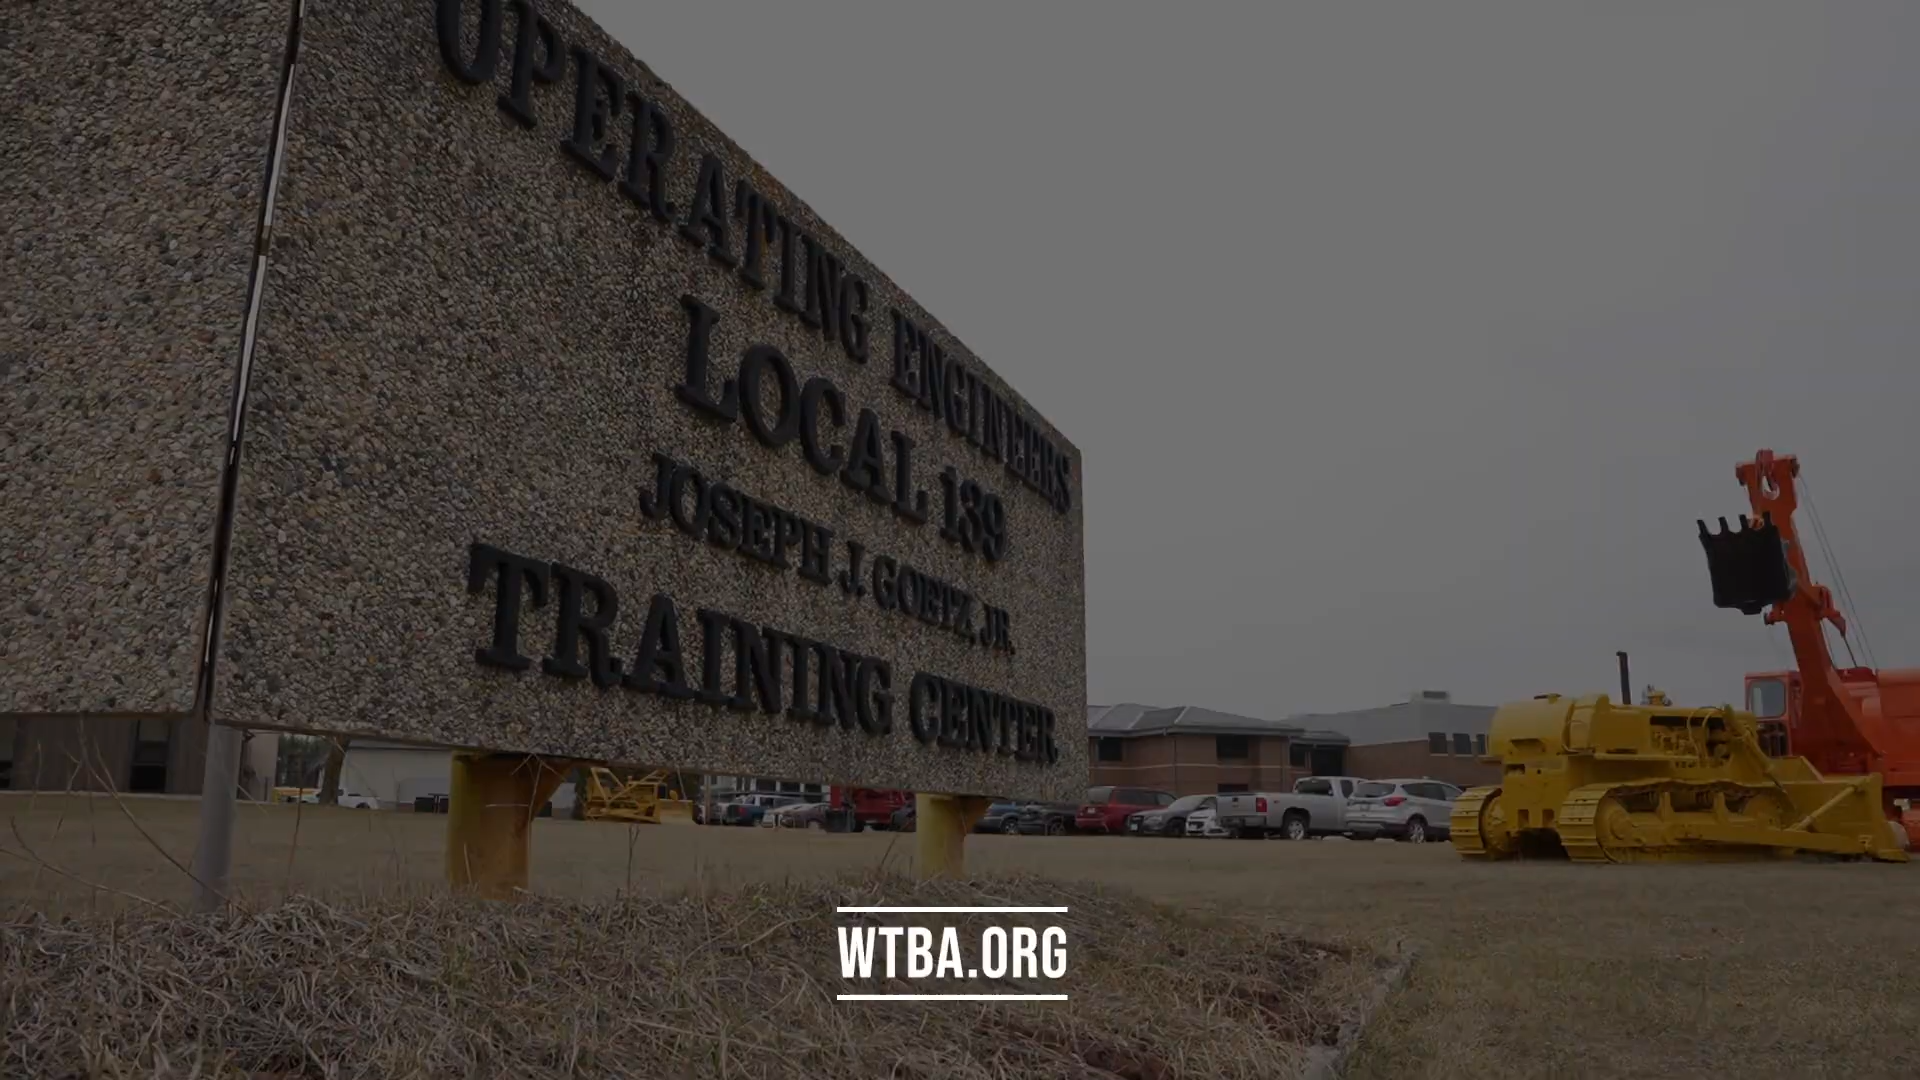 OPERATING ENGINEERS
LOCAL 139
JOSEPH J. GOETZ, JR.
TRAINING CENTER
WTBA.ORG